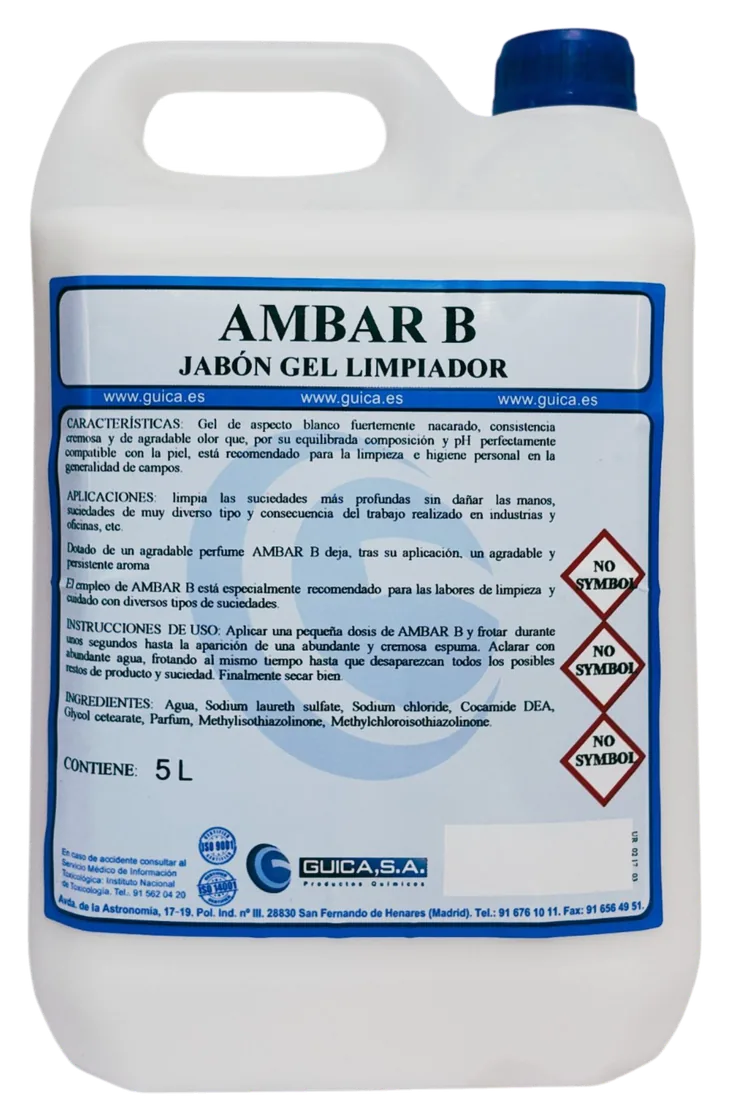 AMBAR B
JABÓN GEL LIMPIADOR
www.guica.es www.guica.es www.guica.es
CARACTERÍSTICAS: Gel de aspecto blanco fuertemente nacarado, consistencia
cremosa y de agradable olor que, por su equilibrada composición y pH perfectamente
compatible con la piel, está recomendado para la limpieza e higiene personal en la
generalidad de campos.
APLICACIONES: limpia las suciedades más profundas sin dañar las manos,
suciedades de muy diverso tipo y consecuencia del trabajo realizado en industrias y
oficinas, etc.
Dotado de un agradable perfume AMBAR B deja, tras su aplicación, un agradable y
persistente aroma
El empleo de AMBAR B está especialmente recomendado para las labores de limpieza y
cuidado con diversos tipos de suciedades.
INSTRUCCIONES DE USO: Aplicar una pequeña dosis de AMBAR B y frotar durante
unos segundos hasta la aparición de una abundante y cremosa espuma. Aclarar con
abundante agua, frotando al mismo tiempo hasta que desaparezcan todos los posibles
restos de producto y suciedad. Finalmente secar bien.
INGREDIENTES: Agua, Sodium laureth sulfate, Sodium chloride, Cocamide DEA,
Glycol cetearate, Parfum, Methylisothiazolinone, Methylchloroisothiazolinone.
CONTIENE: 5 L
NO
SYMBOL
NO
SYMBOL
NO
SYMBOL
En caso de accidente consultar al
Servicio Médico de Información
Toxicológica: Instituto Nacional
de Toxicología. Tel.. 91 562 04 20
ISO 9001
ISO 14001
GUICA,S.A.
Productos Químicos
UR 02 17 03
Avda. de la Astronomía, 17-19. Pol. Ind. nº III. 28830 San Fernando de Henares (Madrid). Tel.: 91 676 10 11. Fax: 91 656 49 51.